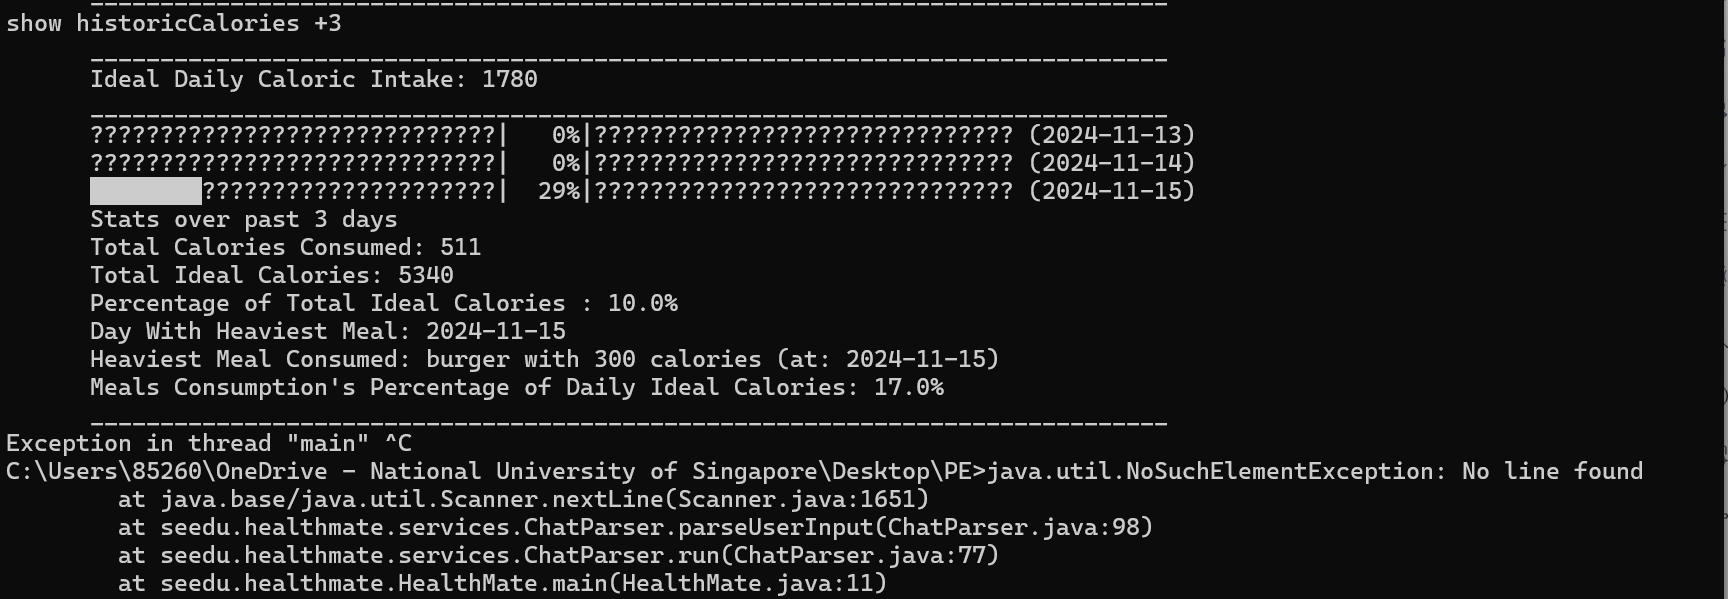 _____________________________________________________________________________
show historicCalories +3
_____________________________________________________________________________
Ideal Daily Caloric Intake: 1780
_____________________________________________________________________________
?????????????????????????????|   0%|?????????????????????????????? (2024-11-13)
?????????????????????????????|   0%|?????????????????????????????? (2024-11-14)
████████?????????????????????|  29%|?????????????????????????????? (2024-11-15)
Stats over past 3 days
Total Calories Consumed: 511
Total Ideal Calories: 5340
Percentage of Total Ideal Calories : 10.0%
Day With Heaviest Meal: 2024-11-15
Heaviest Meal Consumed: burger with 300 calories (at: 2024-11-15)
Meals Consumption's Percentage of Daily Ideal Calories: 17.0%
_____________________________________________________________________________
Exception in thread "main" ^C
C:\Users\85260\OneDrive - National University of Singapore\Desktop\PE>java.util.NoSuchElementException: No line found
at java.base/java.util.Scanner.nextLine(Scanner.java:1651)
at seedu.healthmate.services.ChatParser.parseUserInput(ChatParser.java:98)
at seedu.healthmate.services.ChatParser.run(ChatParser.java:77)
at seedu.healthmate.HealthMate.main(HealthMate.java:11)